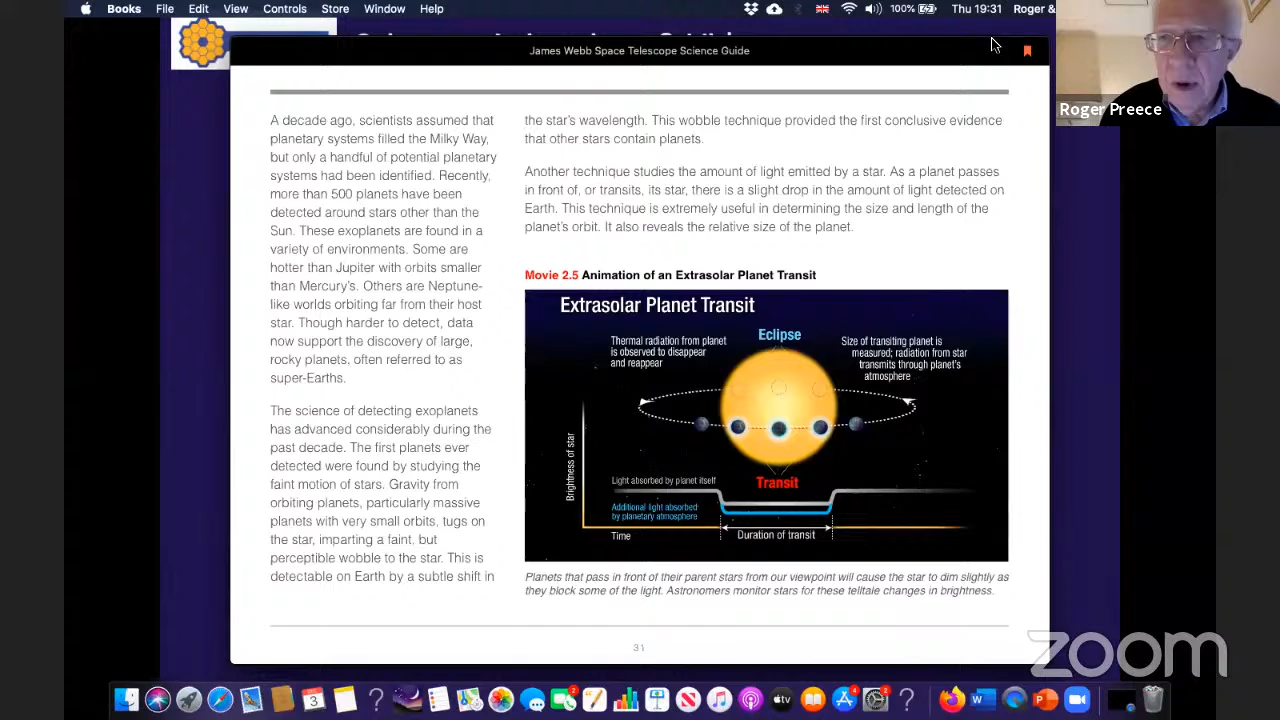 Books File Edit View Controls Store Window Help
100% Thu 19:31 Roger &
James Webb Space Telescope Science Guide
Roger Preece
A decade ago, scientists assumed that
planetary systems filled the Milky Way,
but only a handful of potential planetary
systems had been identified. Recently,
more than 500 planets have been
detected around stars other than the
Sun. These exoplanets are found in a
variety of environments. Some are
hotter than Jupiter with orbits smaller
than Mercury's. Others are Neptune-
like worlds orbiting far from their host
star. Though harder to detect, data
now support the discovery of large,
rocky planets, often referred to as
super-Earths.
The science of detecting exoplanets
has advanced considerably during the
past decade. The first planets ever
detected were found by studying the
faint motion of stars. Gravity from
orbiting planets, particularly massive
planets with very small orbits, tugs on
the star, imparting a faint, but
perceptible wobble to the star. This is
detectable on Earth by a subtle shift in
the star's wavelength. This wobble technique provided the first conclusive evidence
that other stars contain planets.
Another technique studies the amount of light emitted by a star. As a planet passes
in front of, or transits, its star, there is a slight drop in the amount of light detected on
Earth. This technique is extremely useful in determining the size and length of the
planet's orbit. It also reveals the relative size of the planet.
Movie 2.5 Animation of an Extrasolar Planet Transit
Extrasolar Planet Transit
Eclipse
Thermal radiation from planet
is observed to disappear
and reappear
Size of transiting planet is
measured; radiation from star
transmits through planet's
atmosphere
Transit
Brightness of star
Light absorbed by planet itself
Additional light absorbed
by planetary atmosphere
Time
Duration of transit
Planets that pass in front of their parent stars from our viewpoint will cause the star to dim slightly as
they block some of the light. Astronomers monitor stars for these telltale changes in brightness.
31
zoom